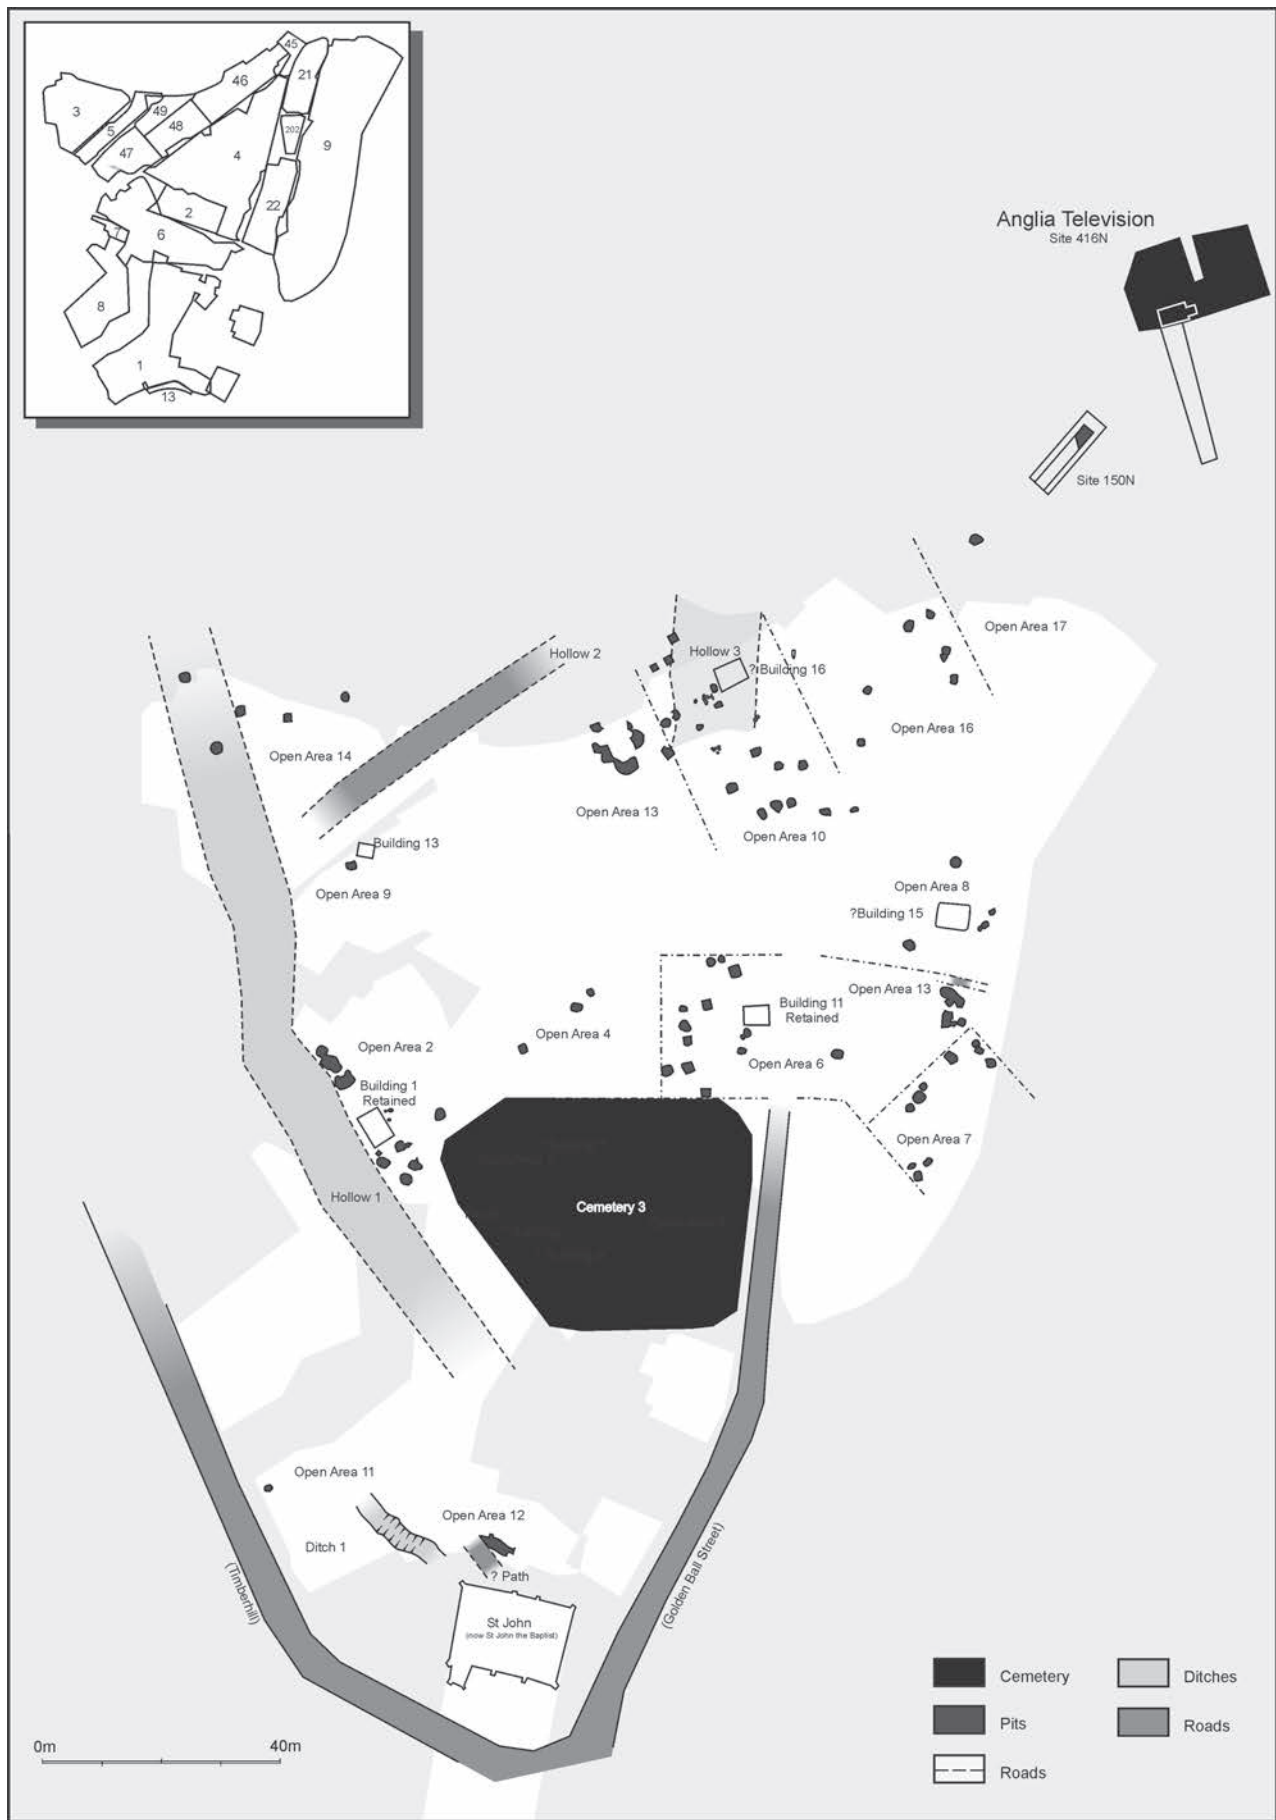 45
46
21
3
49
5
48
202
47
4
9
2
22
7
6
8
1
13
Anglia Television
Site 416N
Site 150N
Open Area 17
Hollow 2
Hollow 3
? Building 16
Open Area 16
Open Area 14
Open Area 13
Open Area 10
Building 13
Open Area 9
Open Area 8
?Building 15
Open Area 13
Building 11
Retained
Open Area 4
Open Area 2
Open Area 6
Building 1
Retained
Open Area 7
Hollow 1
Cemetery 3
Open Area 11
Open Area 12
Ditch 1
? Path
(Timberhill)
(Golden Ball Street)
St John
(now St John the Baptist)
Cemetery
Ditches
Pits
Roads
Roads
0m
40m